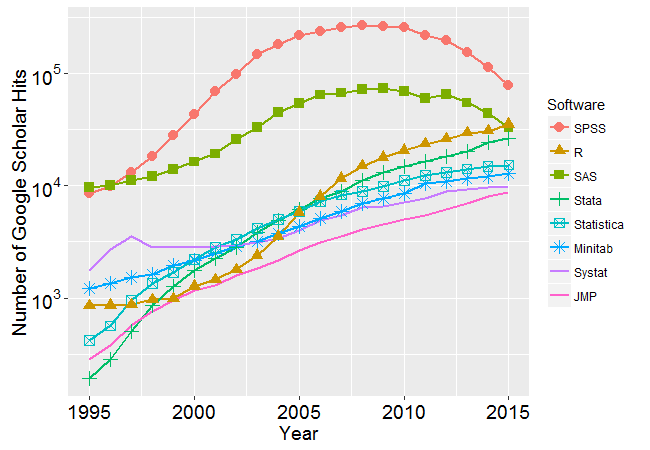 Number of Google Scholar Hits
10^5
10^4
10^3
1995
2000
2005
2010
2015
Year
Software
SPSS
R
SAS
Stata
Statistica
Minitab
Systat
JMP